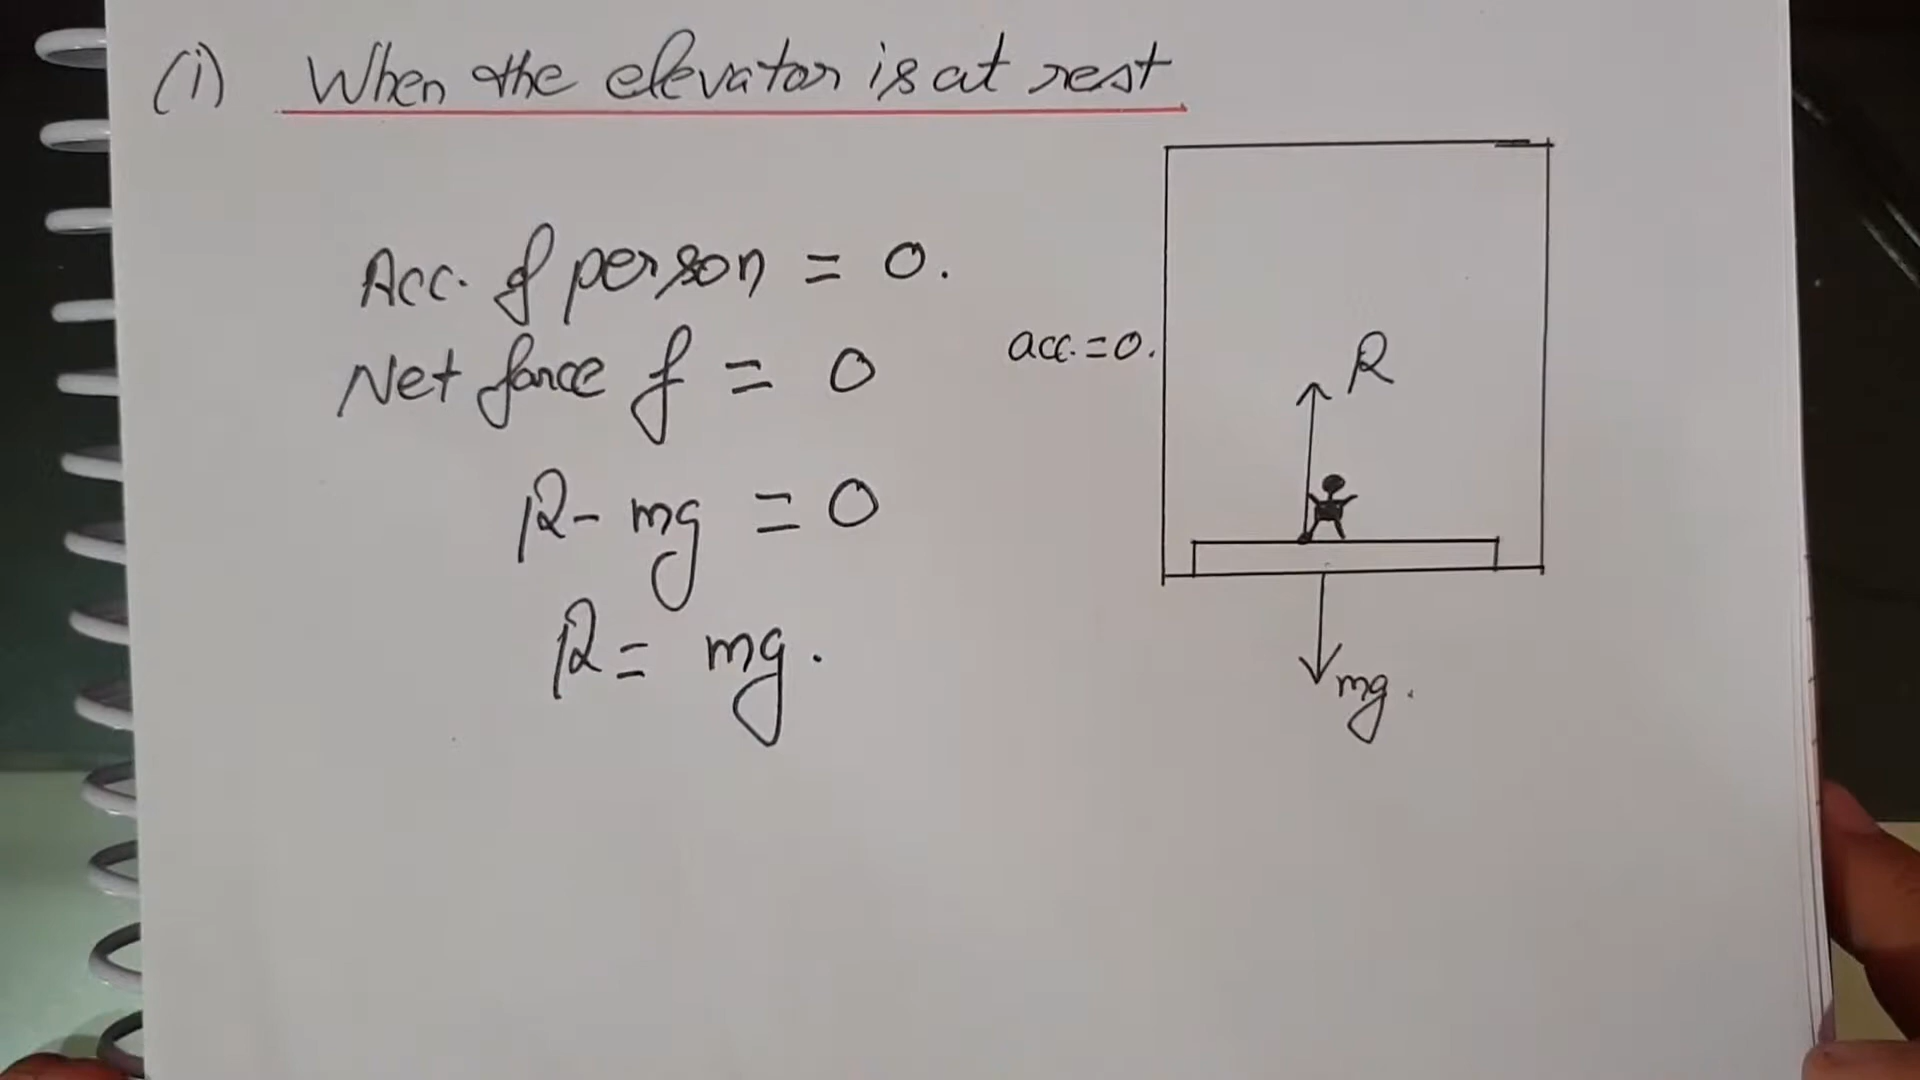 (i) When the elevator is at rest
Acc. of person = 0.
Net force f = 0
R - mg = 0
R = mg.
acc. = 0.
R
mg.